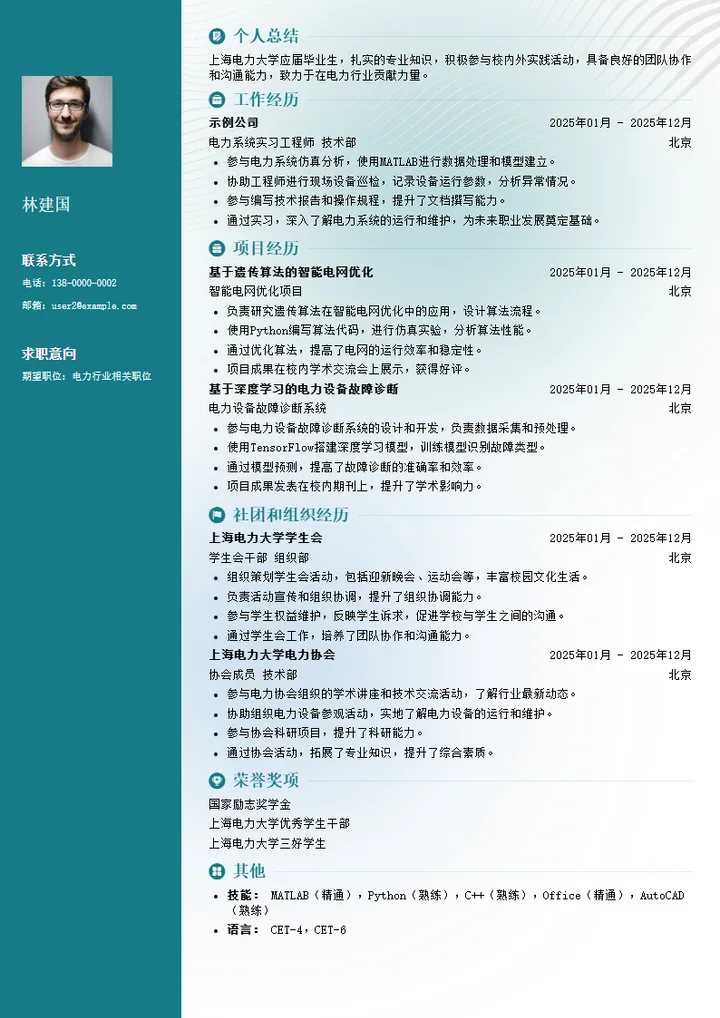 林建国
联系方式
电话：138-0000-0002
邮箱：user2@example.com
求职意向
期望职位：电力行业相关职位
个人总结
上海电力大学应届毕业生，扎实的专业知识，积极参与校内外实践活动，具备良好的团队协作
和沟通能力，致力于在电力行业贡献力量。
工作经历
示例公司 2025年01月 - 2025年12月
电力系统实习工程师 技术部 北京
• 参与电力系统仿真分析，使用MATLAB进行数据处理和模型建立。
• 协助工程师进行现场设备巡检，记录设备运行参数，分析异常情况。
• 参与编写技术报告和操作规程，提升了文档撰写能力。
• 通过实习，深入了解电力系统的运行和维护，为未来职业发展奠定基础。
项目经历
基于遗传算法的智能电网优化 2025年01月 - 2025年12月
智能电网优化项目 北京
• 负责研究遗传算法在智能电网优化中的应用，设计算法流程。
• 使用Python编写算法代码，进行仿真实验，分析算法性能。
• 通过优化算法，提高了电网的运行效率和稳定性。
• 项目成果在校内学术交流会上展示，获得好评。
基于深度学习的电力设备故障诊断 2025年01月 - 2025年12月
电力设备故障诊断系统 北京
• 参与电力设备故障诊断系统的设计和开发，负责数据采集和预处理。
• 使用TensorFlow搭建深度学习模型，训练模型识别故障类型。
• 通过模型预测，提高了故障诊断的准确率和效率。
• 项目成果发表在校内期刊上，提升了学术影响力。
社团和组织经历
上海电力大学学生会 2025年01月 - 2025年12月
学生会干部 组织部 北京
• 组织策划学生会活动，包括迎新晚会、运动会等，丰富校园文化生活。
• 负责活动宣传和组织协调，提升了组织协调能力。
• 参与学生权益维护，反映学生诉求，促进学校与学生之间的沟通。
• 通过学生会工作，培养了团队协作和沟通能力。
上海电力大学电力协会 2025年01月 - 2025年12月
协会成员 技术部 北京
• 参与电力协会组织的学术讲座和技术交流活动，了解行业最新动态。
• 协助组织电力设备参观活动，实地了解电力设备的运行和维护。
• 参与协会科研项目，提升了科研能力。
• 通过协会活动，拓展了专业知识，提升了综合素质。
荣誉奖项
国家励志奖学金
上海电力大学优秀学生干部
上海电力大学三好学生
其他
• 技能： MATLAB（精通），Python（熟练），C++（熟练），Office（精通），AutoCAD
（熟练）
• 语言： CET-4，CET-6